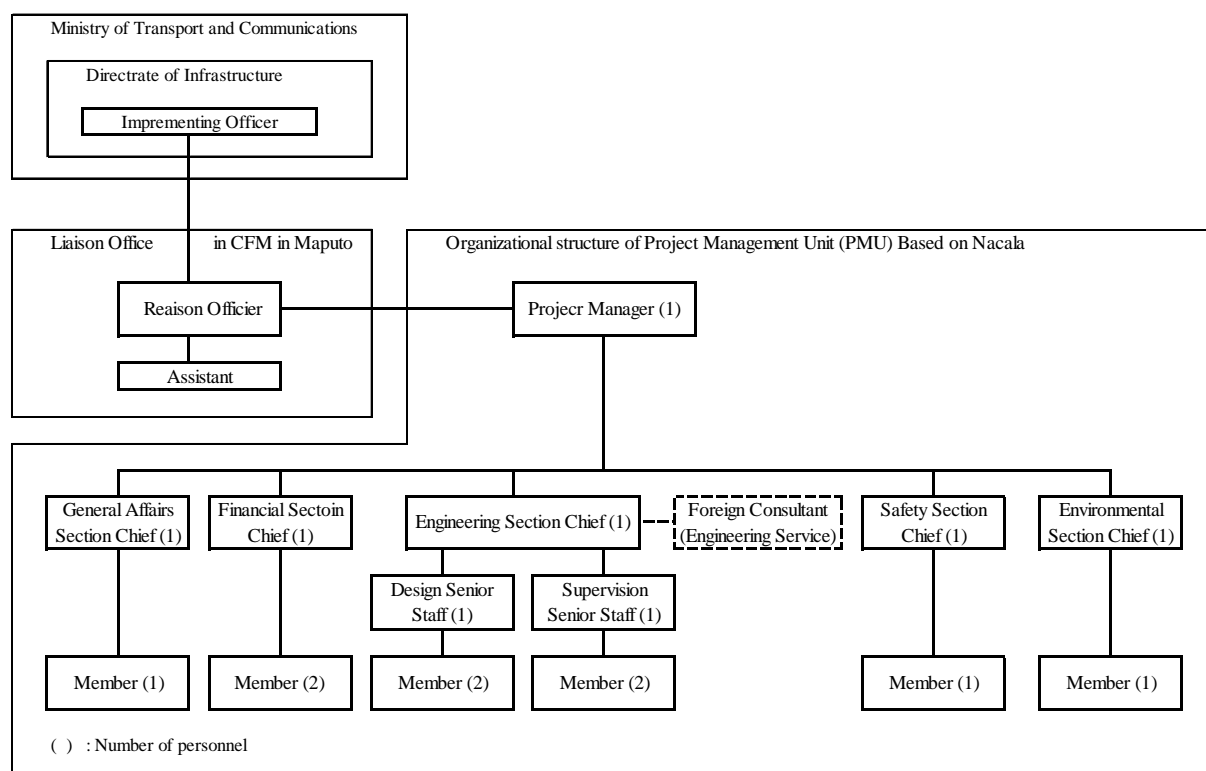 Ministry of Transport and Communications
Directrate of Infrastructure
Imprementing Officer
Liaison Office in CFM in Maputo
Organizational structure of Project Management Unit (PMU) Based on Nacala
Reaison Officier
Projecr Manager (1)
Assistant
General Affairs
Section Chief (1)
Financial Sectoin
Chief (1)
Engineering Section Chief (1)
Foreign Consultant
(Engineering Service)
Safety Section
Chief (1)
Environmental
Section Chief (1)
Design Senior
Staff (1)
Supervision
Senior Staff (1)
Member (1)
Member (2)
Member (2)
Member (2)
Member (1)
Member (1)
( ) : Number of personnel